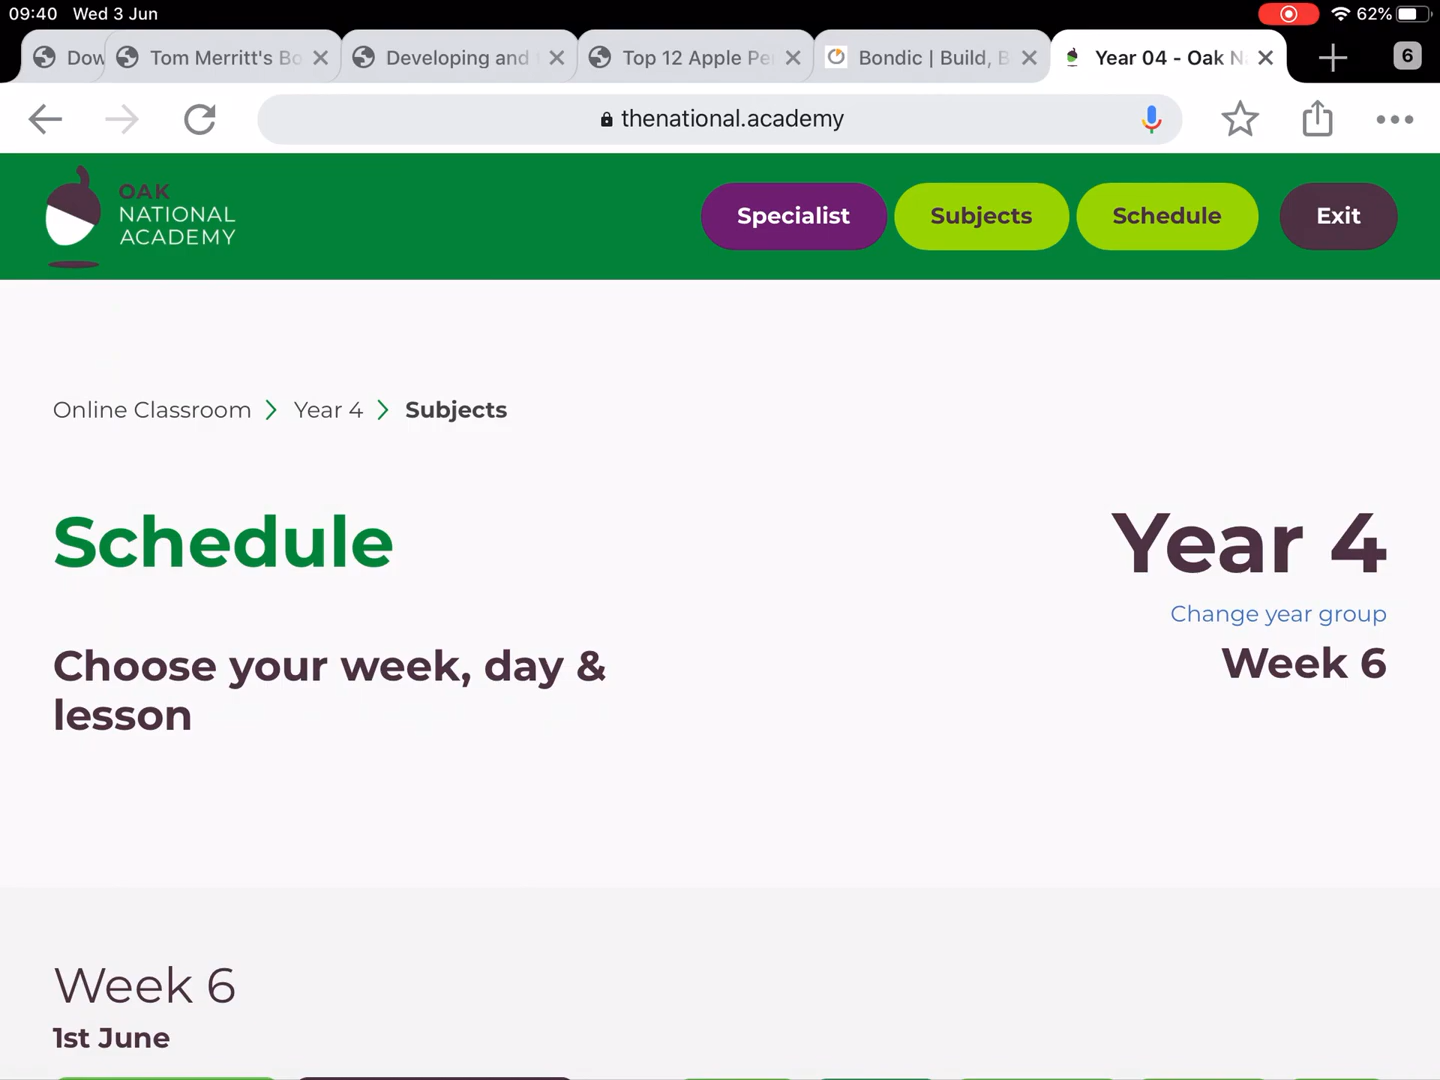 09:40 Wed 3 Jun 62%
Dow Tom Merritt's Bo Developing and Top 12 Apple Pe Bondic | Build, B Year 04 - Oak N 6
thenational.academy
OAK
NATIONAL
ACADEMY
Specialist Subjects Schedule Exit
Online Classroom Year 4 Subjects
Schedule
Year 4
Change year group
Choose your week, day &
lesson
Week 6
Week 6
1st June